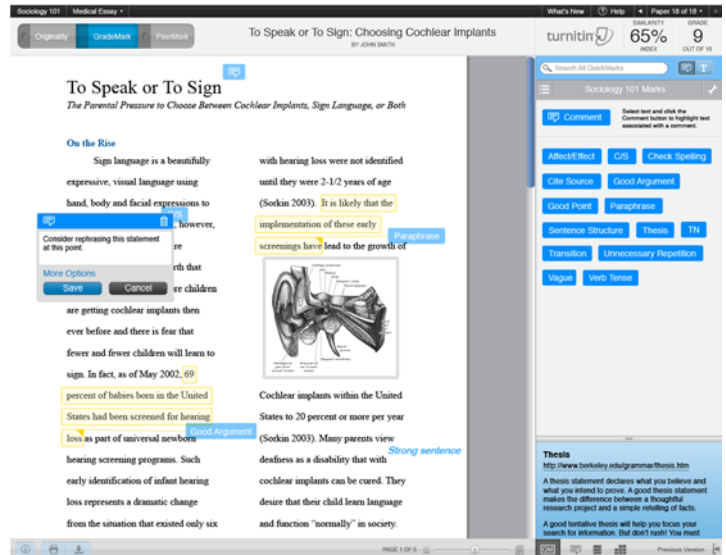 Sociology 101 Medical Essay
What's New Help Paper 18 of 18
Originality GradeMark PeerMark
To Speak or To Sign: Choosing Cochlear Implants
BY JOHN SMITH
turnitin
SIMILARITY
65%
INDEX
GRADE
9
OUT OF 18
To Speak or To Sign
The Parental Pressure to Choose Between Cochlear Implants, Sign Language, or Both
On the Rise
Sign language is a beautifully
expressive, visual language using
hand, body and facial expressions to
C/S
, however,
re
rth that
re children
are getting cochlear implants then
ever before and there is fear that
fewer and fewer children will learn to
sign. In fact, as of May 2002, 69
percent of babies born in the United
States had been screened for hearing
loss as part of universal newborn
Good Argument
hearing screening programs. Such
early identification of infant hearing
loss represents a dramatic change
from the situation that existed only six
Consider rephrasing this statement
at this point.
More Options
Save Cancel
with hearing loss were not identified
until they were 2-1/2 years of age
(Sorkin 2003). It is likely that the
implementation of these early
Paraphrase
screenings have lead to the growth of
Cochlear implants within the United
States to 20 percent or more per year
(Sorkin 2003). Many parents view
Strong sentence
deafness as a disability that with
cochlear implants can be cured. They
desire that their child learn language
and function "normally" in society.
Search All QuickMarks
T
Sociology 101 Marks
Comment
Select text and click the
Comment button to highlight text
associated with a comment.
Affect/Effect C/S Check Spelling
Cite Source Good Argument
Good Point Paraphrase
Sentence Structure Thesis TN
Transition Unnecessary Repetition
Vague Verb Tense
Thesis
http://www.berkeley.edu/grammar/thesis.htm
A thesis statement declares what you believe and
what you intend to prove. A good thesis statement
makes the difference between a thoughtful
research project and a simple retelling of facts.
A good tentative thesis will help you focus your
search for information. But don't rush! You must
PAGE 1 OF 5
Previous Version